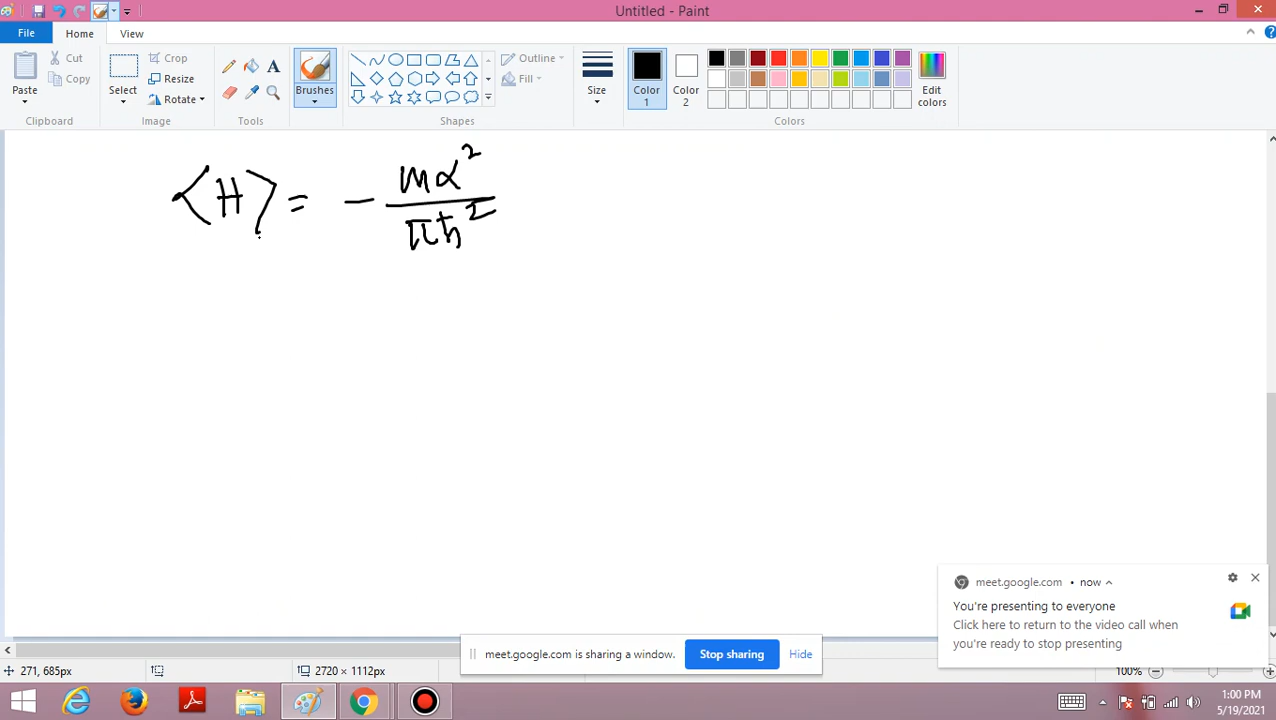 Untitled - Paint
File
Home
View
Paste
Cut
Copy
Clipboard
Select
Crop
Resize
Rotate
Image
Tools
Brushes
Shapes
Outline
Fill
Size
Color 1
Color 2
Edit colors
Colors
⟨H⟩ = - mα²/πħ²
meet.google.com • now
You're presenting to everyone
Click here to return to the video call when
you're ready to stop presenting
meet.google.com is sharing a window.
Stop sharing
Hide
271, 685px
2720 × 1112px
100%
1:00 PM
5/19/2021